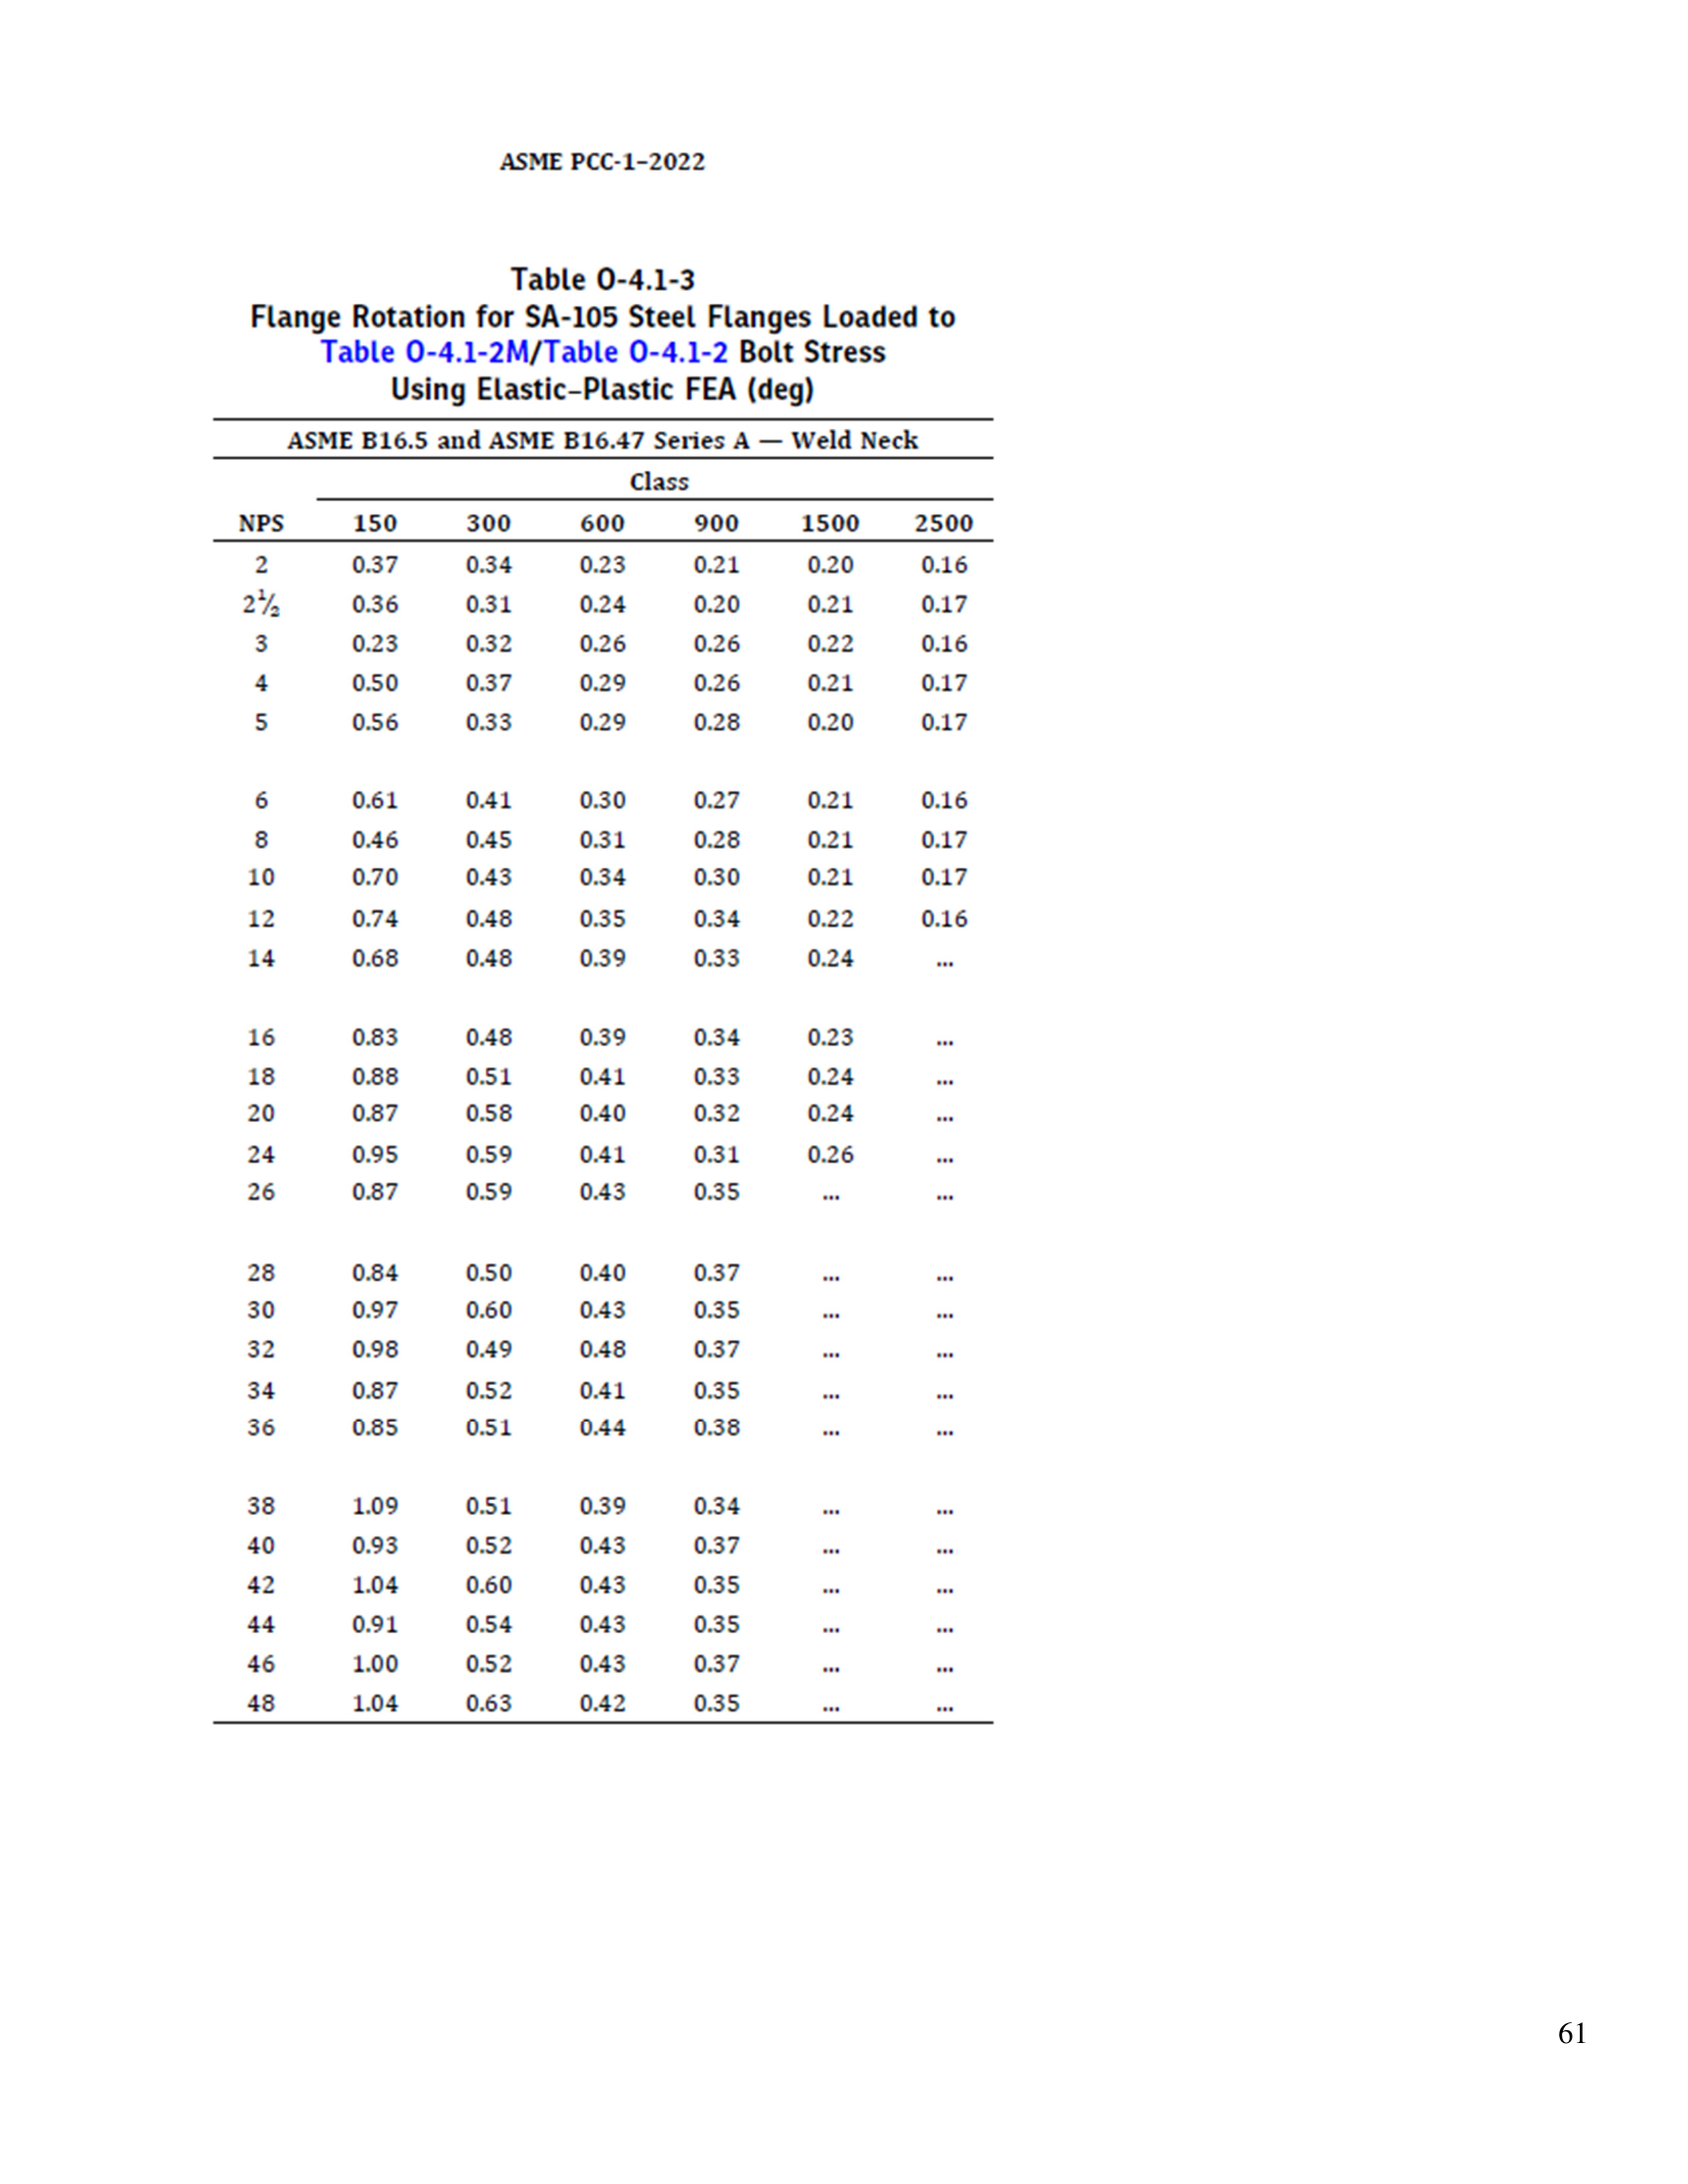 ASME PCC-1–2022
Table O-4.1-3
Flange Rotation for SA-105 Steel Flanges Loaded to
Table O-4.1-2M/Table O-4.1-2 Bolt Stress
Using Elastic–Plastic FEA (deg)
ASME B16.5 and ASME B16.47 Series A — Weld Neck
Class
NPS 150 300 600 900 1500 2500
2 0.37 0.34 0.23 0.21 0.20 0.16
2½ 0.36 0.31 0.24 0.20 0.21 0.17
3 0.23 0.32 0.26 0.26 0.22 0.16
4 0.50 0.37 0.29 0.26 0.21 0.17
5 0.56 0.33 0.29 0.28 0.20 0.17
6 0.61 0.41 0.30 0.27 0.21 0.16
8 0.46 0.45 0.31 0.28 0.21 0.17
10 0.70 0.43 0.34 0.30 0.21 0.17
12 0.74 0.48 0.35 0.34 0.22 0.16
14 0.68 0.48 0.39 0.33 0.24 ...
16 0.83 0.48 0.39 0.34 0.23 ...
18 0.88 0.51 0.41 0.33 0.24 ...
20 0.87 0.58 0.40 0.32 0.24 ...
24 0.95 0.59 0.41 0.31 0.26 ...
26 0.87 0.59 0.43 0.35 ... ...
28 0.84 0.50 0.40 0.37 ... ...
30 0.97 0.60 0.43 0.35 ... ...
32 0.98 0.49 0.48 0.37 ... ...
34 0.87 0.52 0.41 0.35 ... ...
36 0.85 0.51 0.44 0.38 ... ...
38 1.09 0.51 0.39 0.34 ... ...
40 0.93 0.52 0.43 0.37 ... ...
42 1.04 0.60 0.43 0.35 ... ...
44 0.91 0.54 0.43 0.35 ... ...
46 1.00 0.52 0.43 0.37 ... ...
48 1.04 0.63 0.42 0.35 ... ...
61